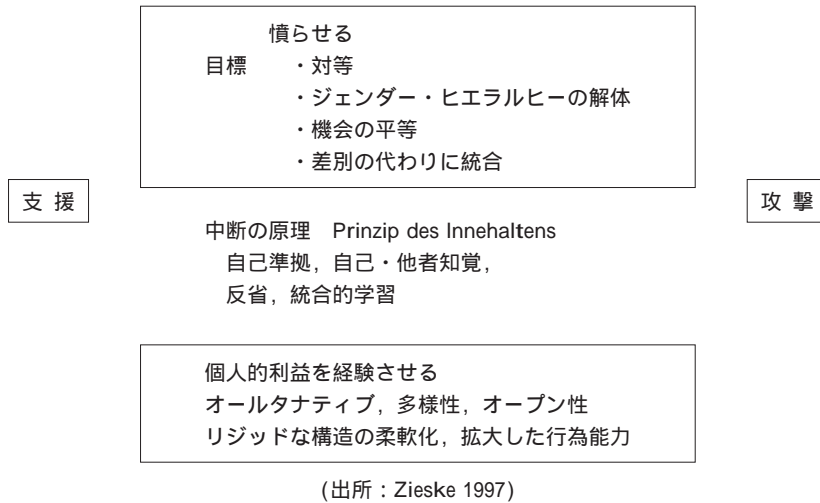 憤らせる
目標 ・対等
・ジェンダー・ヒエラルヒーの解体
・機会の平等
・差別の代わりに統合
支 援
攻 撃
中断の原理 Prinzip des Innehaltens
自己準拠，自己・他者知覚，
反省，統合的学習
個人的利益を経験させる
オールタナティブ，多様性，オープン性
リジッドな構造の柔軟化，拡大した行為能力
(出所：Zieske 1997)